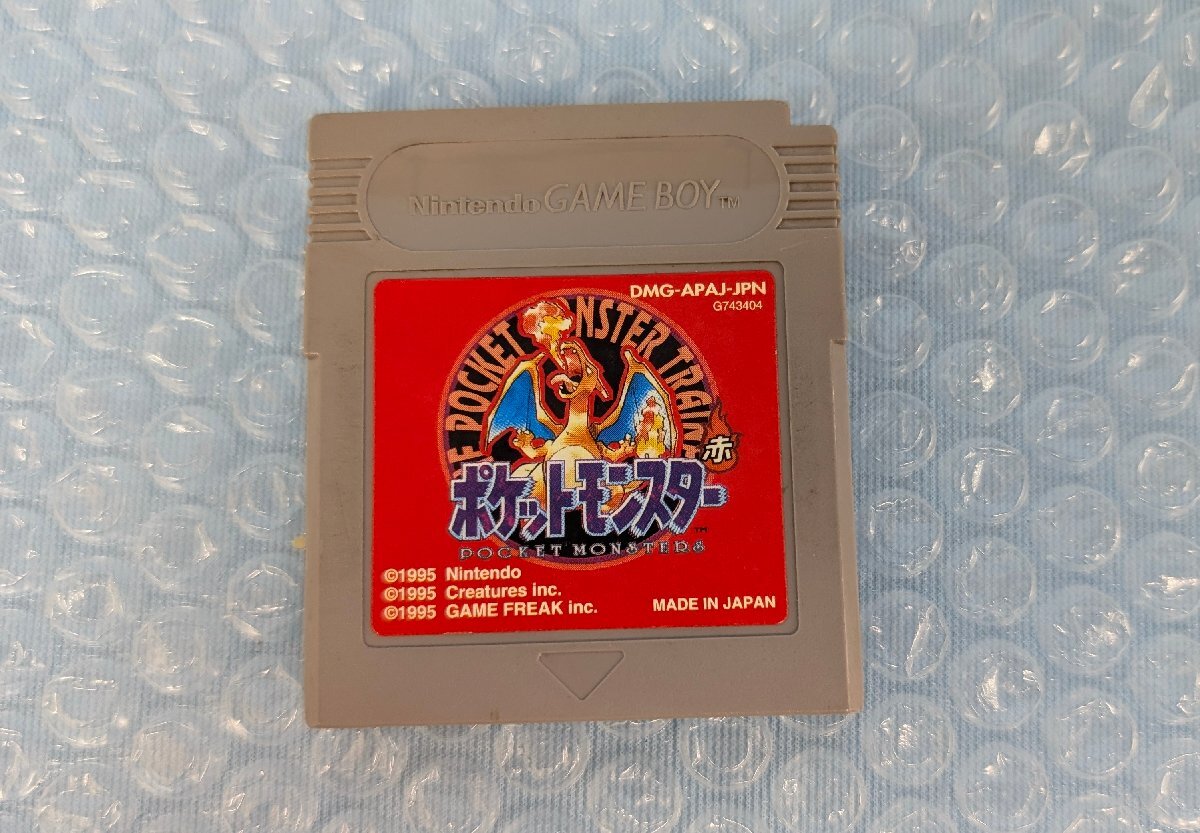 Nintendo GAME BOY™
DMG-APAJ-JPN
G743404
POCKET MONSTER
赤
ポケットモンスター
™
POCKET MONSTERS
©1995 Nintendo
©1995 Creatures inc.
©1995 GAME FREAK inc.
MADE IN JAPAN